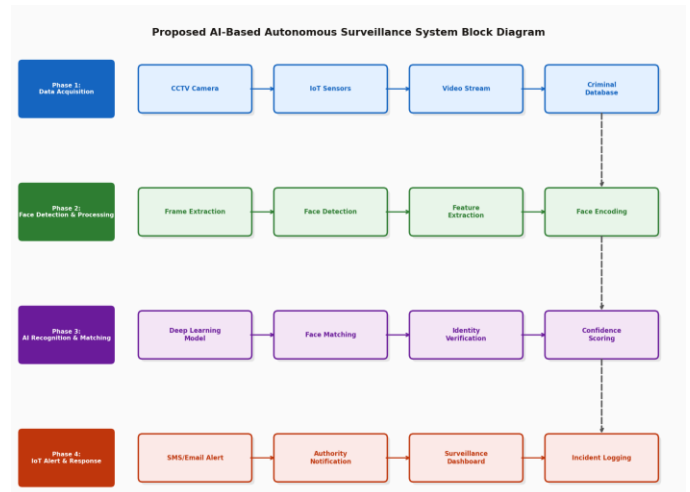 Proposed AI-Based Autonomous Surveillance System Block Diagram
Phase 1:
Data Acquisition
CCTV Camera
IoT Sensors
Video Stream
Criminal
Database
Phase 2:
Face Detection & Processing
Frame Extraction
Face Detection
Feature
Extraction
Face Encoding
Phase 3:
AI Recognition & Matching
Deep Learning
Model
Face Matching
Identity
Verification
Confidence
Scoring
Phase 4:
IoT Alert & Response
SMS/Email Alert
Authority
Notification
Surveillance
Dashboard
Incident Logging